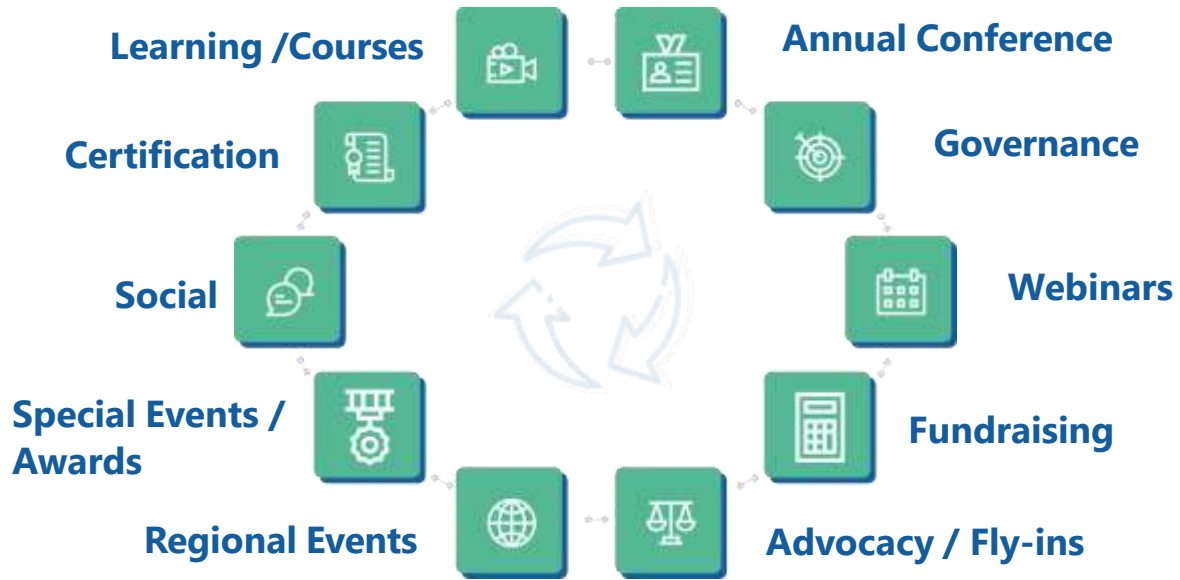 Learning /Courses
Annual Conference
Certification
Governance
Social
Webinars
Special Events /
Awards
Fundraising
Regional Events
Advocacy / Fly-ins